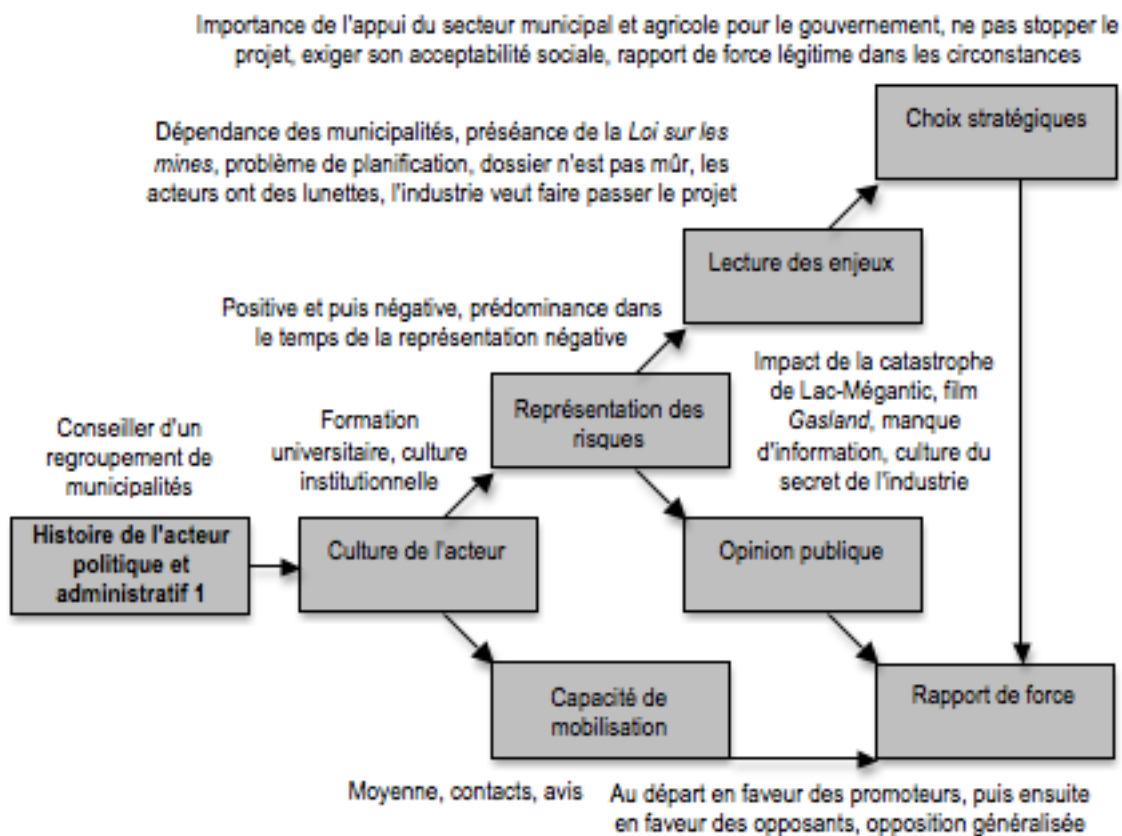 Importance de l'appui du secteur municipal et agricole pour le gouvernement, ne pas stopper le
projet, exiger son acceptabilité sociale, rapport de force légitime dans les circonstances
Choix stratégiques
Dépendance des municipalités, préséance de la Loi sur les
mines, problème de planification, dossier n'est pas mûr, les
acteurs ont des lunettes, l'industrie veut faire passer le projet
Lecture des enjeux
Positive et puis négative, prédominance dans
le temps de la représentation négative
Impact de la catastrophe
de Lac-Mégantic, film
Gasland, manque
d'information, culture du
secret de l'industrie
Représentation des
risques
Formation
universitaire, culture
institutionnelle
Conseiller d'un
regroupement de
municipalités
Histoire de l'acteur
politique et
administratif 1
Culture de l'acteur
Opinion publique
Capacité de
mobilisation
Rapport de force
Moyenne, contacts, avis
Au départ en faveur des promoteurs, puis ensuite
en faveur des opposants, opposition généralisée